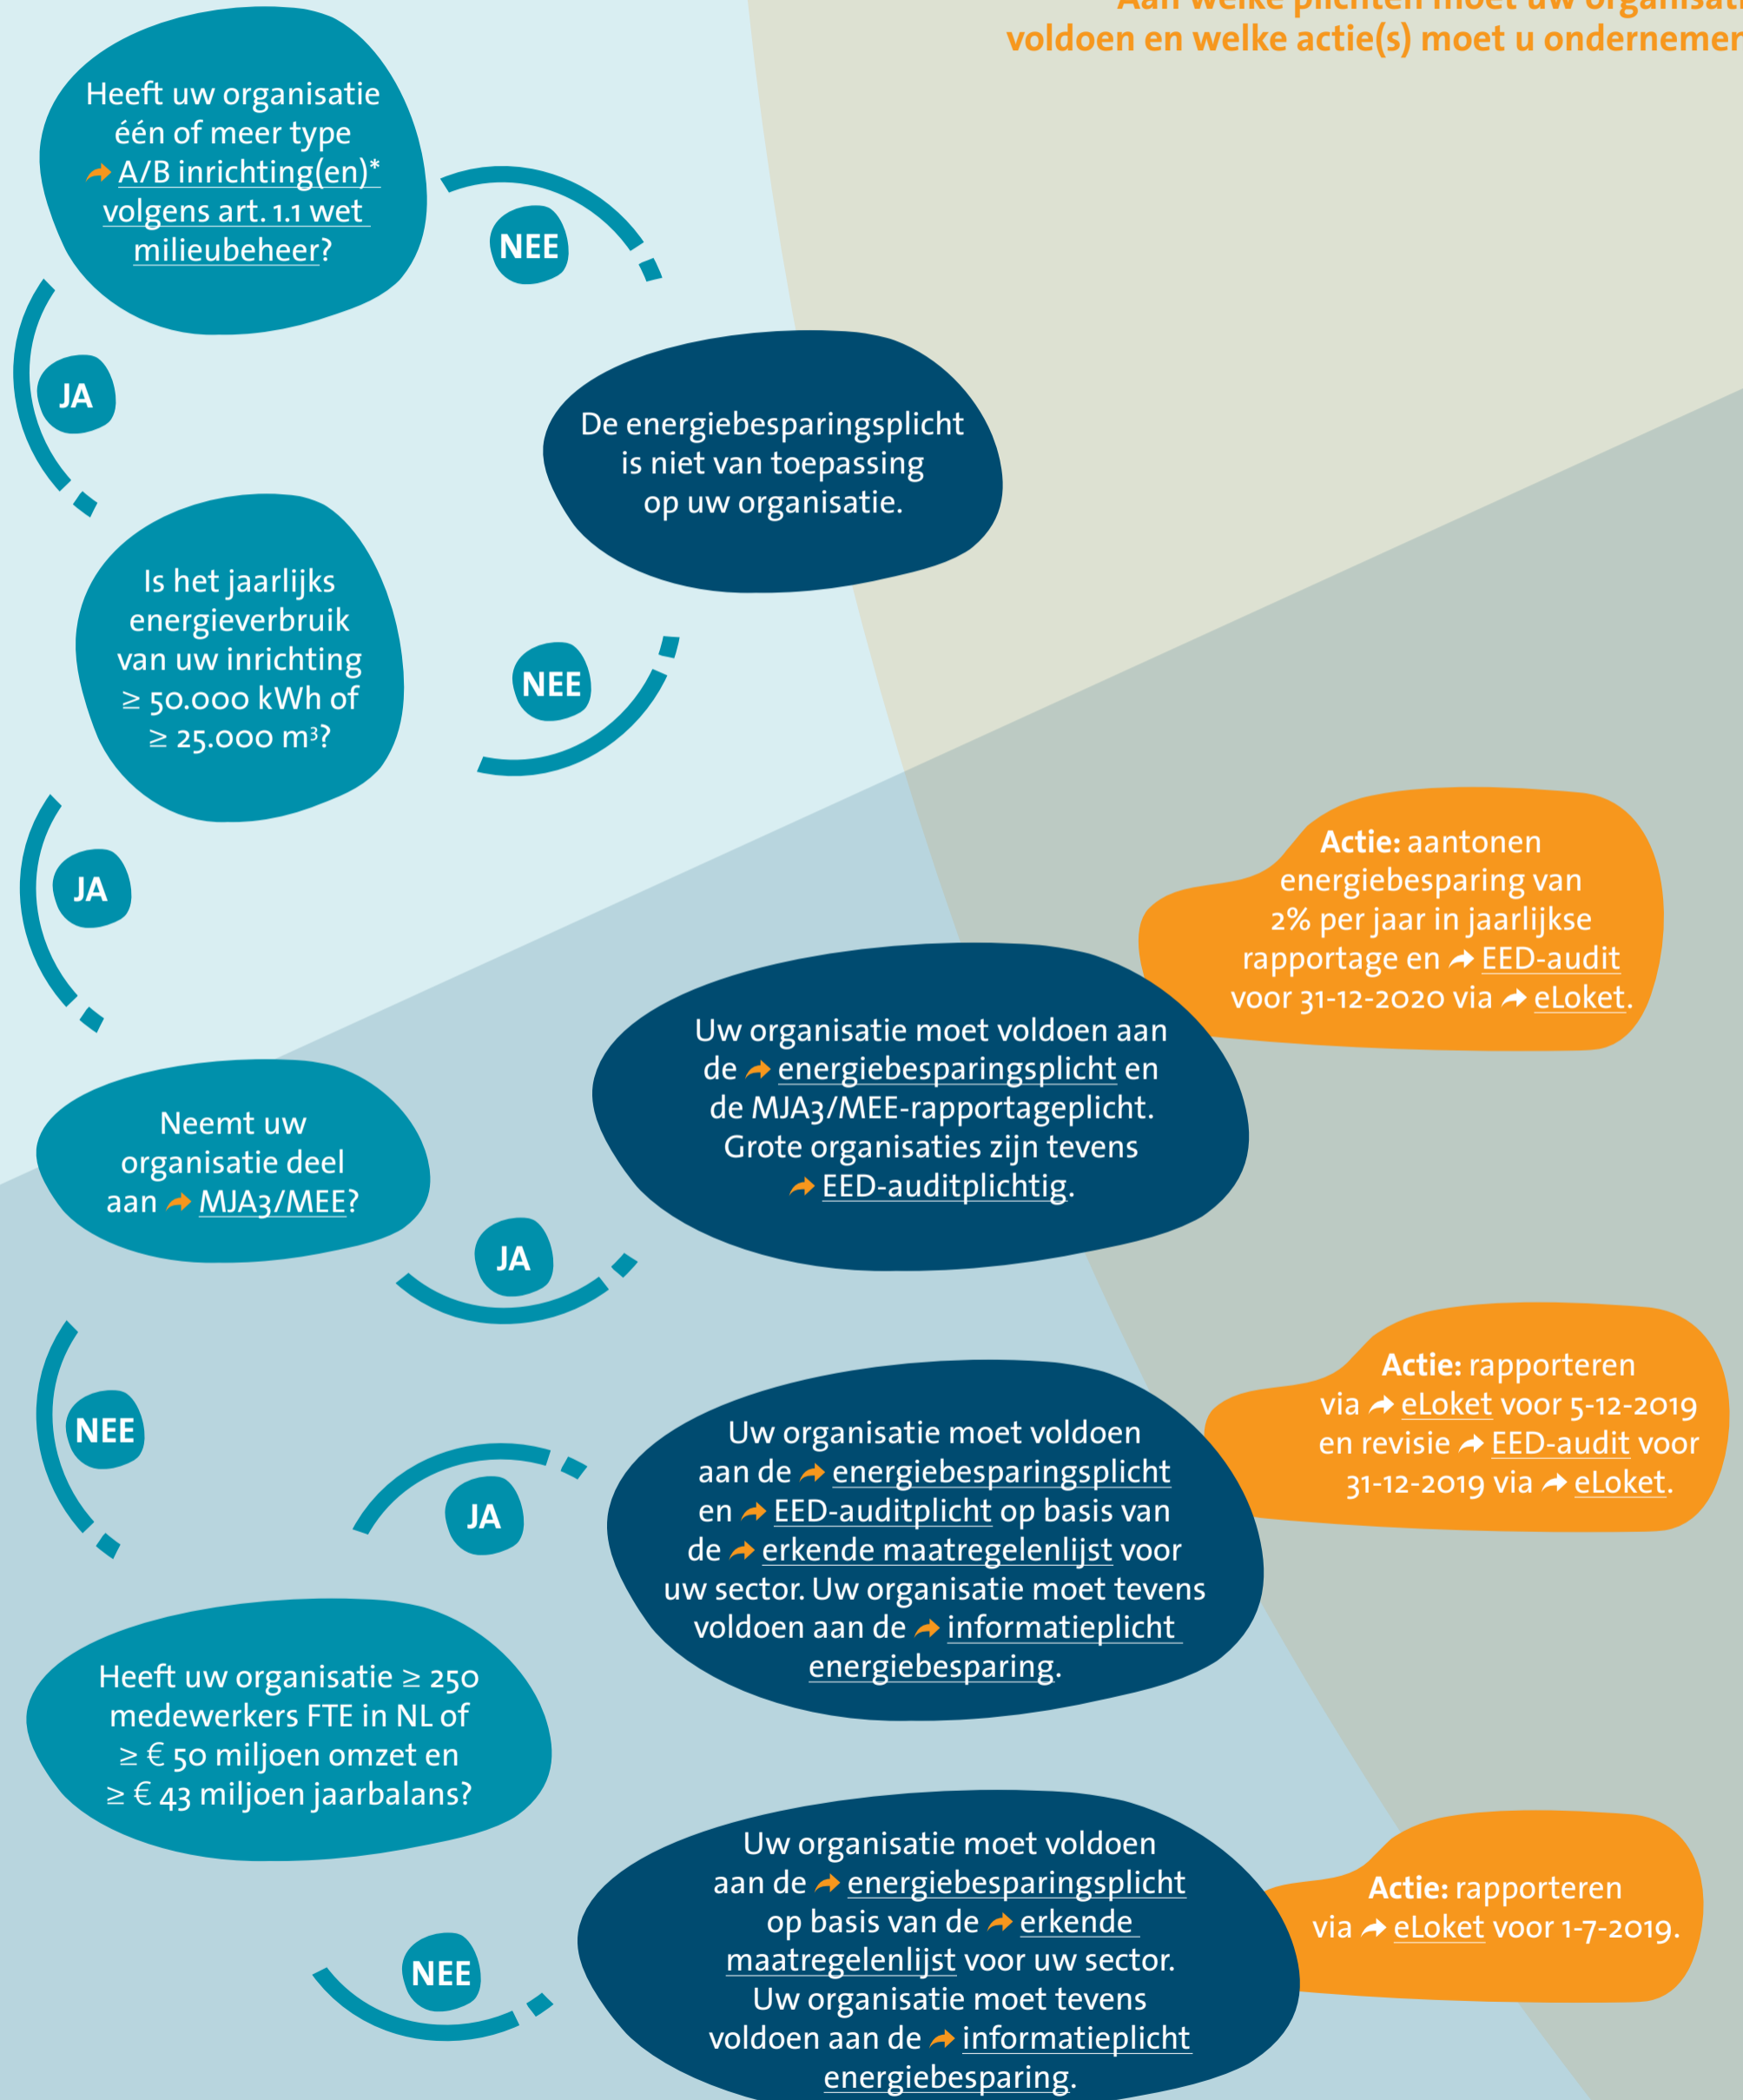 Aan welke plichten moet uw
voldoen en welke actie(s) moet u
Heeft uw organisatie
één of meer type
A/B inrichting(en)*
volgens art. 1.1 wet
milieubeheer?
NEE
JA
De energiebesparingsplicht
is niet van toepassing
op uw organisatie.
Is het jaarlijks
energieverbruik
van uw inrichting
≥ 50.000 kWh of
≥ 25.000 m³?
NEE
JA
Actie: aantonen
energiebesparing van
2% per jaar in jaarlijkse
rapportage en EED-audit
voor 31-12-2020 via eLoket.
Uw organisatie moet voldoen aan
de energiebesparingsplicht en
de MJA3/MEE-rapportageplicht.
Grote organisaties zijn tevens
EED-auditplichtig.
Neemt uw
organisatie deel
aan MJA3/MEE?
JA
NEE
Actie: rapporteren
via eLoket voor 5-12-2019
en revisie EED-audit voor
31-12-2019 via eLoket.
Uw organisatie moet voldoen
aan de energiebesparingsplicht
en EED-auditplicht op basis van
de erkende maatregelenlijst voor
uw sector. Uw organisatie moet tevens
voldoen aan de informatieplicht
energiebesparing.
JA
Heeft uw organisatie ≥ 250
medewerkers FTE in NL of
≥ € 50 miljoen omzet en
≥ € 43 miljoen jaarbalans?
NEE
Uw organisatie moet voldoen
aan de energiebesparingsplicht
op basis van de erkende
maatregelenlijst voor uw sector.
Uw organisatie moet tevens
voldoen aan de informatieplicht
energiebesparing.
Actie: rapporteren
via eLoket voor 1-7-2019.